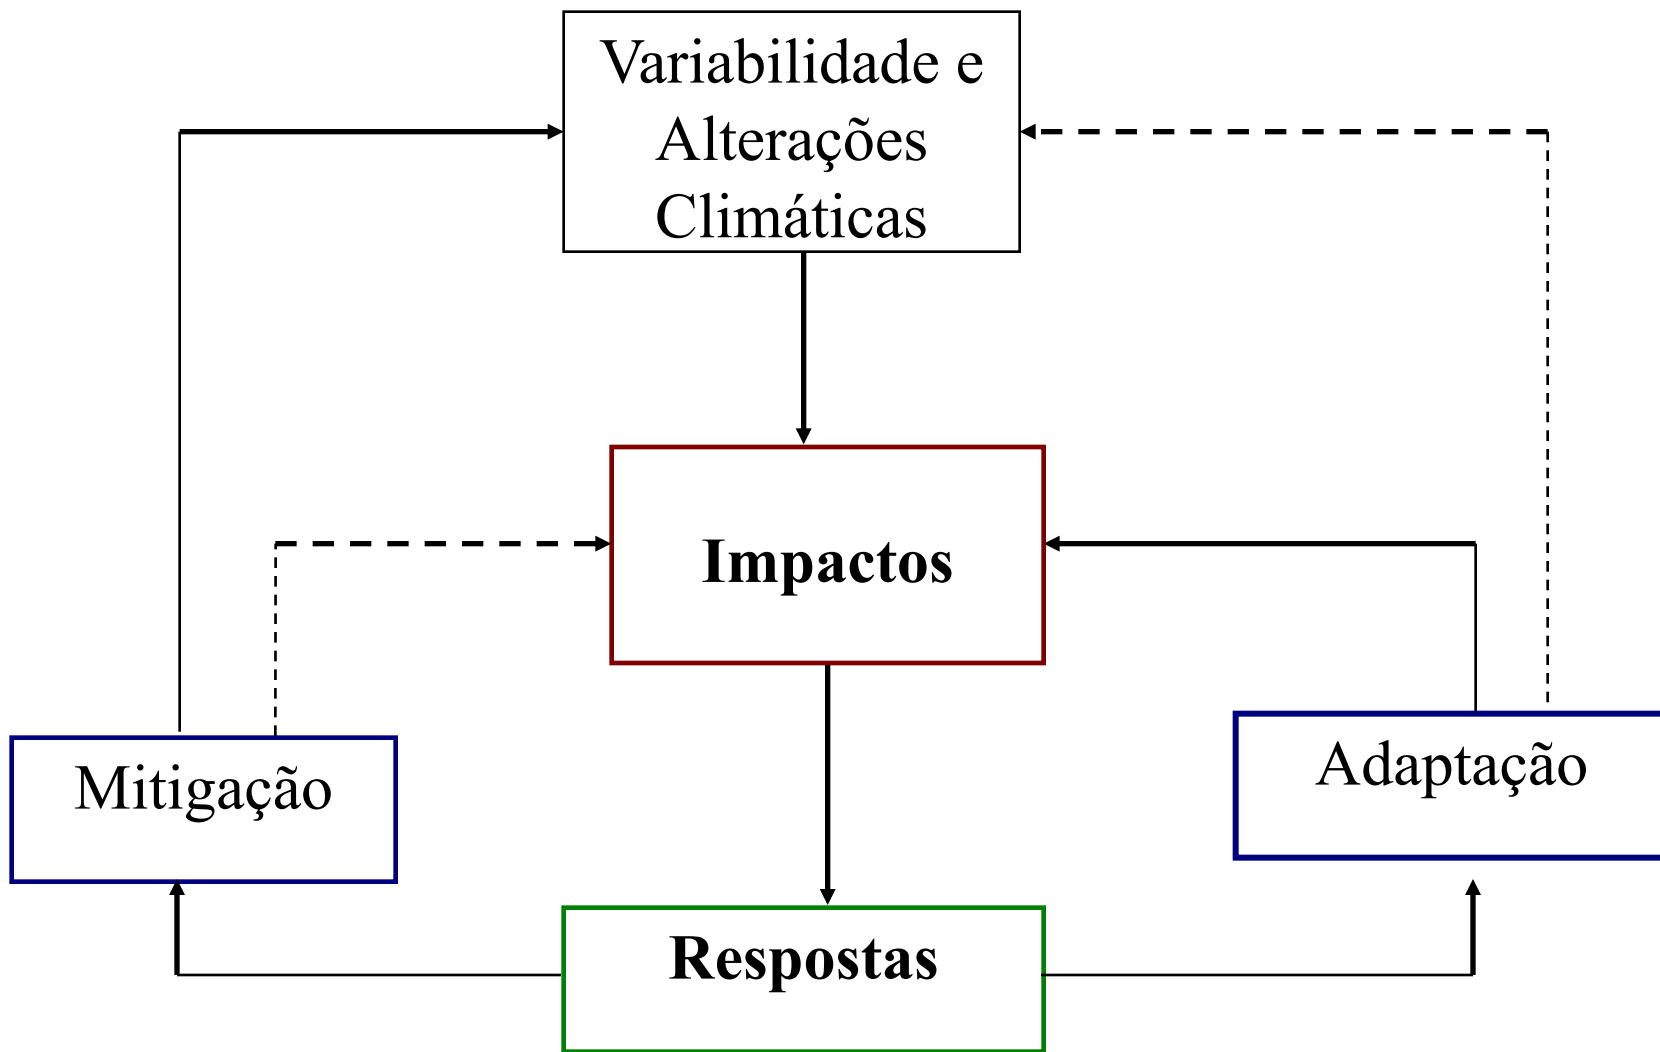 Variabilidade e
Alterações
Climáticas
Impactos
Mitigação
Adaptação
Respostas